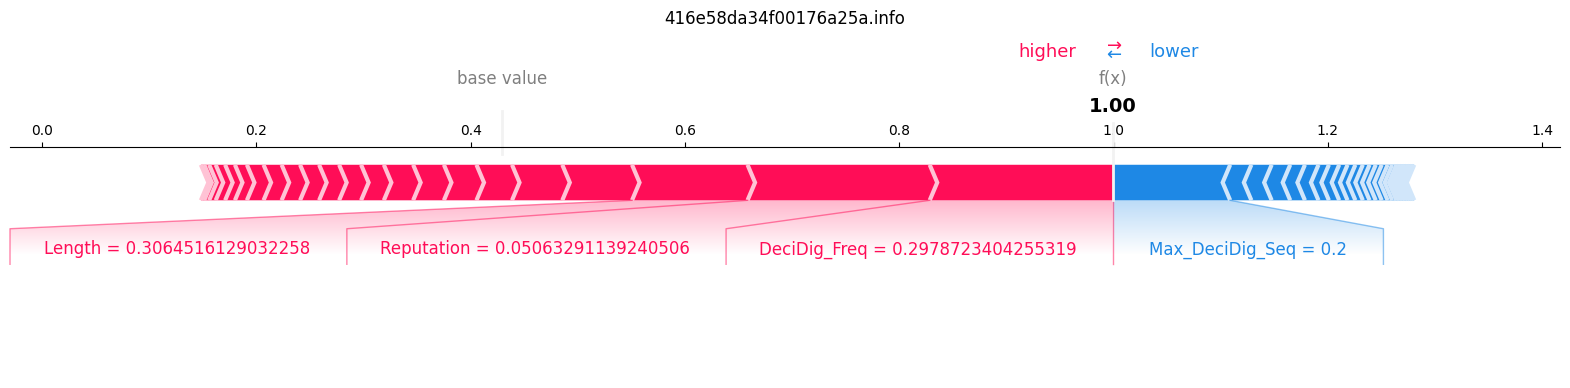 416e58da34f00176a25a.info
higher ⇄ lower
base value f(x)
1.00
0.0 0.2 0.4 0.6 0.8 1.0 1.2 1.4
Length = 0.3064516129032258 Reputation = 0.05063291139240506 DeciDig_Freq = 0.2978723404255319 Max_DeciDig_Seq = 0.2